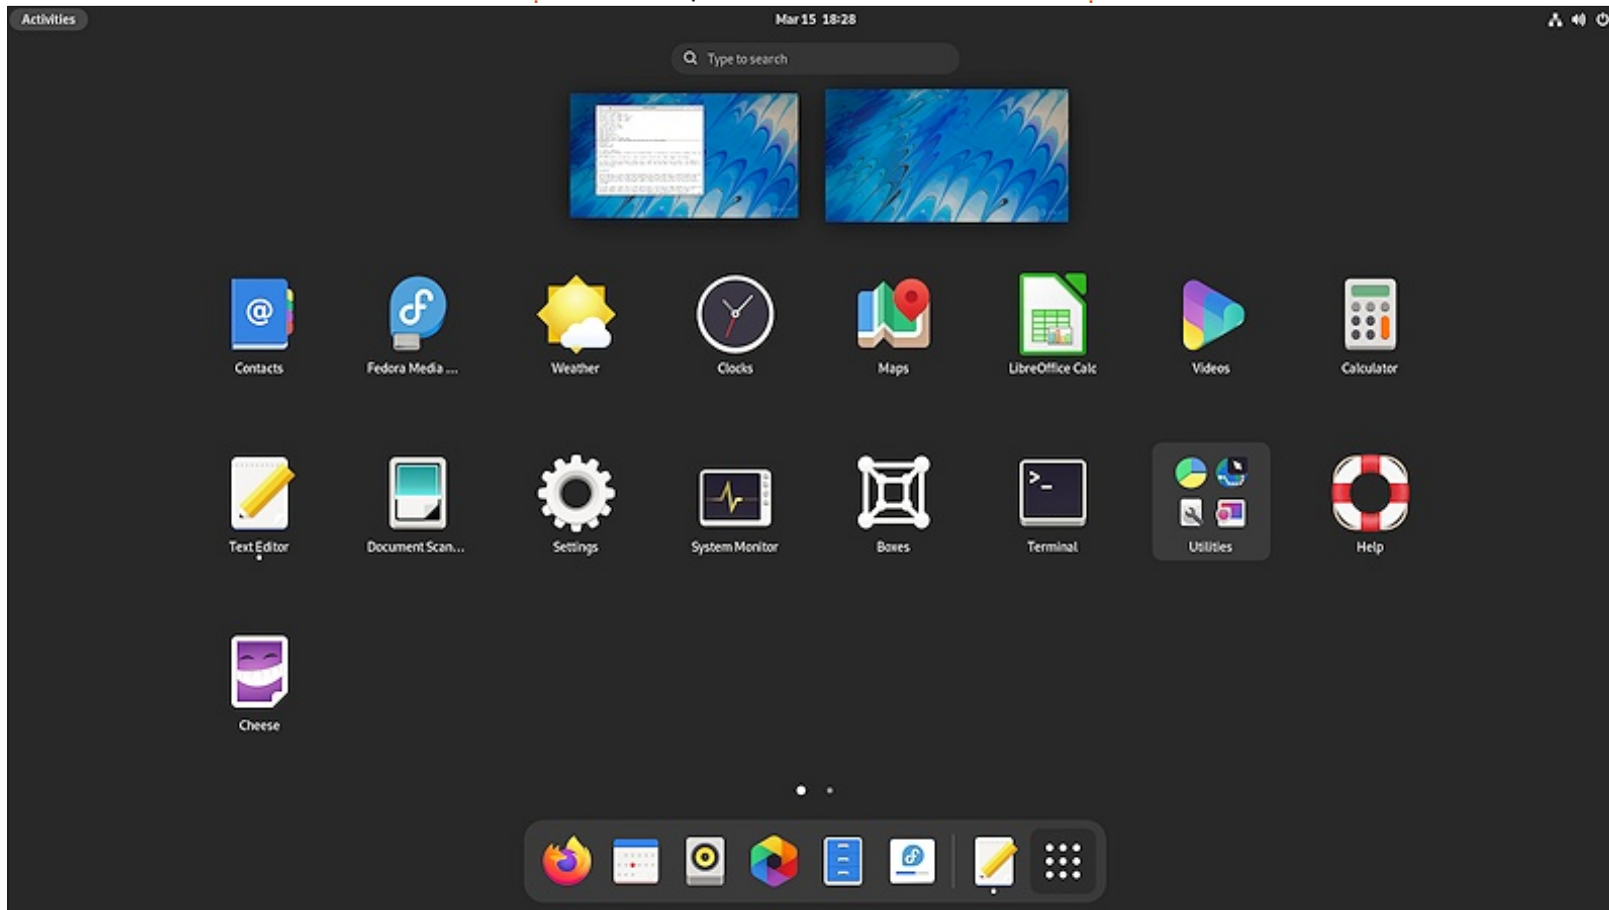 Activities
Mar 15 18:28
Type to search
Contacts
Fedora Media ...
Weather
Clocks
Maps
LibreOffice Calc
Videos
Calculator
Text Editor
Document Scan...
Settings
System Monitor
Boxes
Terminal
Utilities
Help
Cheese